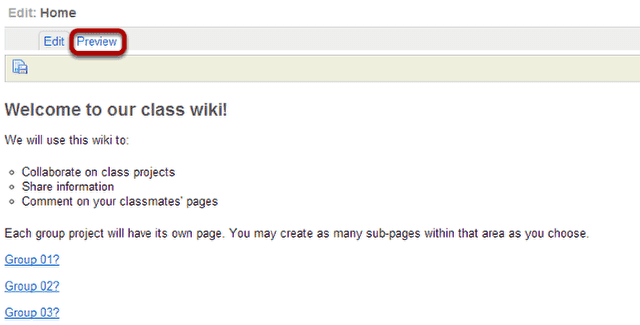 Edit: Home
Edit Preview
Welcome to our class wiki!
We will use this wiki to:
Collaborate on class projects
Share information
Comment on your classmates' pages
Each group project will have its own page. You may create as many sub-pages within that area as you choose.
Group 01?
Group 02?
Group 03?